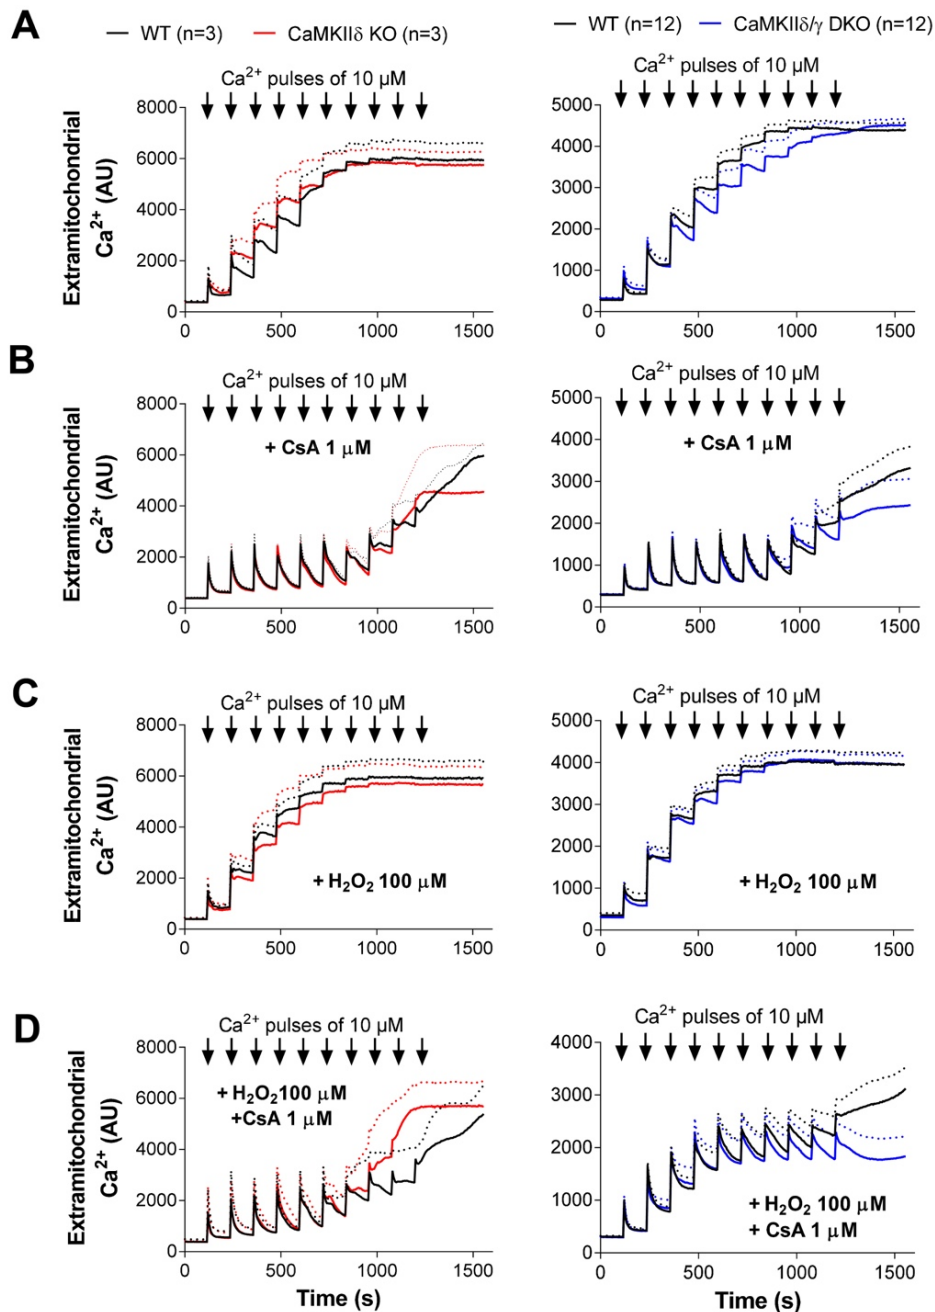 A
WT (n=3) CaMKIIδ KO (n=3)
WT (n=12) CaMKIIδ/γ DKO (n=12)
Ca²⁺ pulses of 10 µM
Extramitochondrial
Ca²⁺ (AU)
8000
6000
4000
2000
0
0 500 1000 1500
Ca²⁺ pulses of 10 µM
5000
4000
3000
2000
1000
0
0 500 1000 1500
B
Ca²⁺ pulses of 10 µM
+ CsA 1 µM
Extramitochondrial
Ca²⁺ (AU)
8000
6000
4000
2000
0
0 500 1000 1500
Ca²⁺ pulses of 10 µM
+ CsA 1 µM
5000
4000
3000
2000
1000
0
0 500 1000 1500
C
Ca²⁺ pulses of 10 µM
Extramitochondrial
Ca²⁺ (AU)
8000
6000
4000
2000
0
+ H₂O₂ 100 µM
0 500 1000 1500
Ca²⁺ pulses of 10 µM
5000
4000
3000
2000
1000
0
+ H₂O₂ 100 µM
0 500 1000 1500
D
Ca²⁺ pulses of 10 µM
+ H₂O₂ 100 µM
+CsA 1 µM
Extramitochondrial
Ca²⁺ (AU)
8000
6000
4000
2000
0
0 500 1000 1500
Time (s)
Ca²⁺ pulses of 10 µM
5000
4000
3000
2000
1000
0
+ H₂O₂ 100 µM
+ CsA 1 µM
0 500 1000 1500
Time (s)